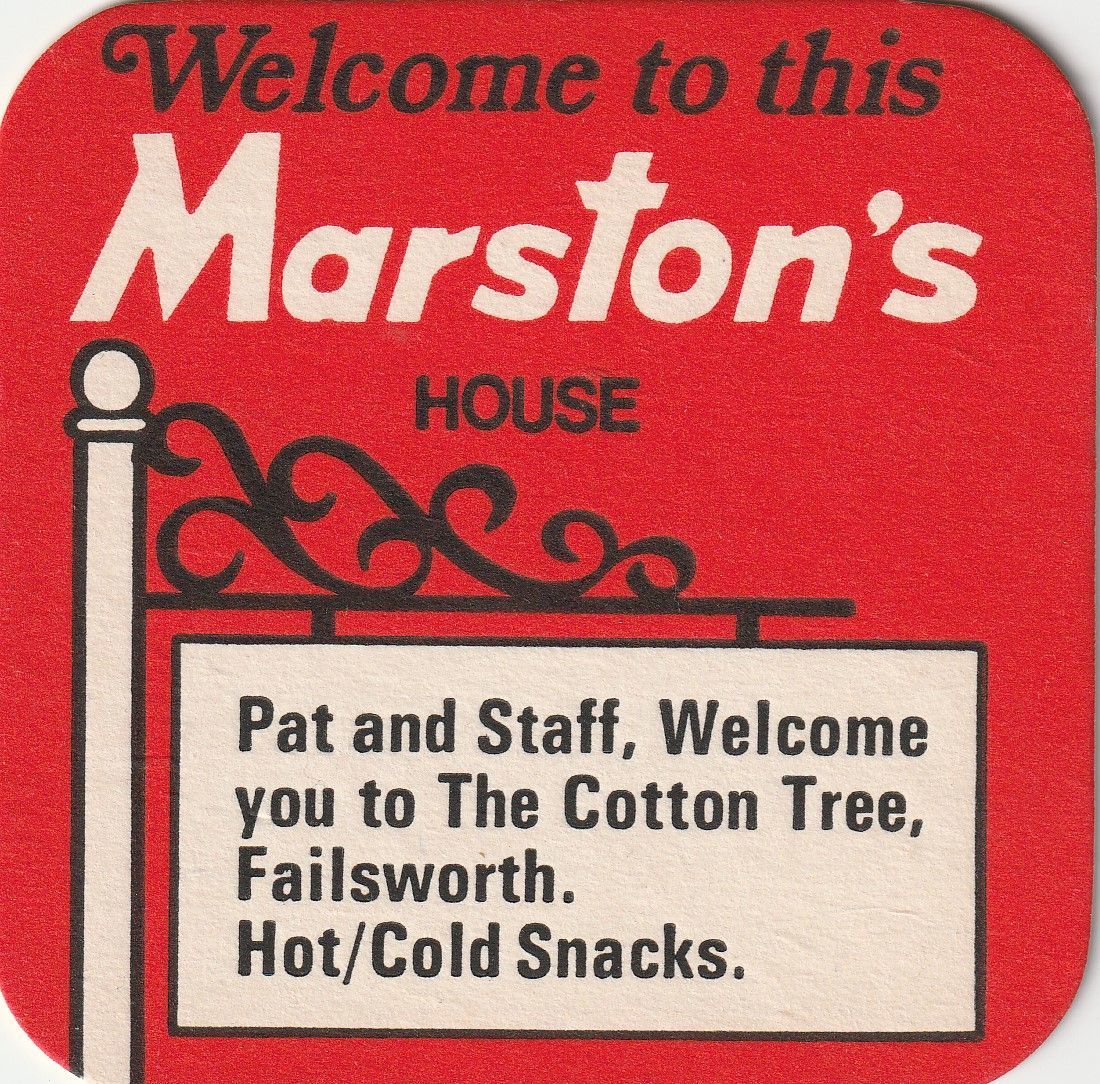 Welcome to this
Marston's
HOUSE
Pat and Staff, Welcome
you to The Cotton Tree,
Failsworth.
Hot/Cold Snacks.